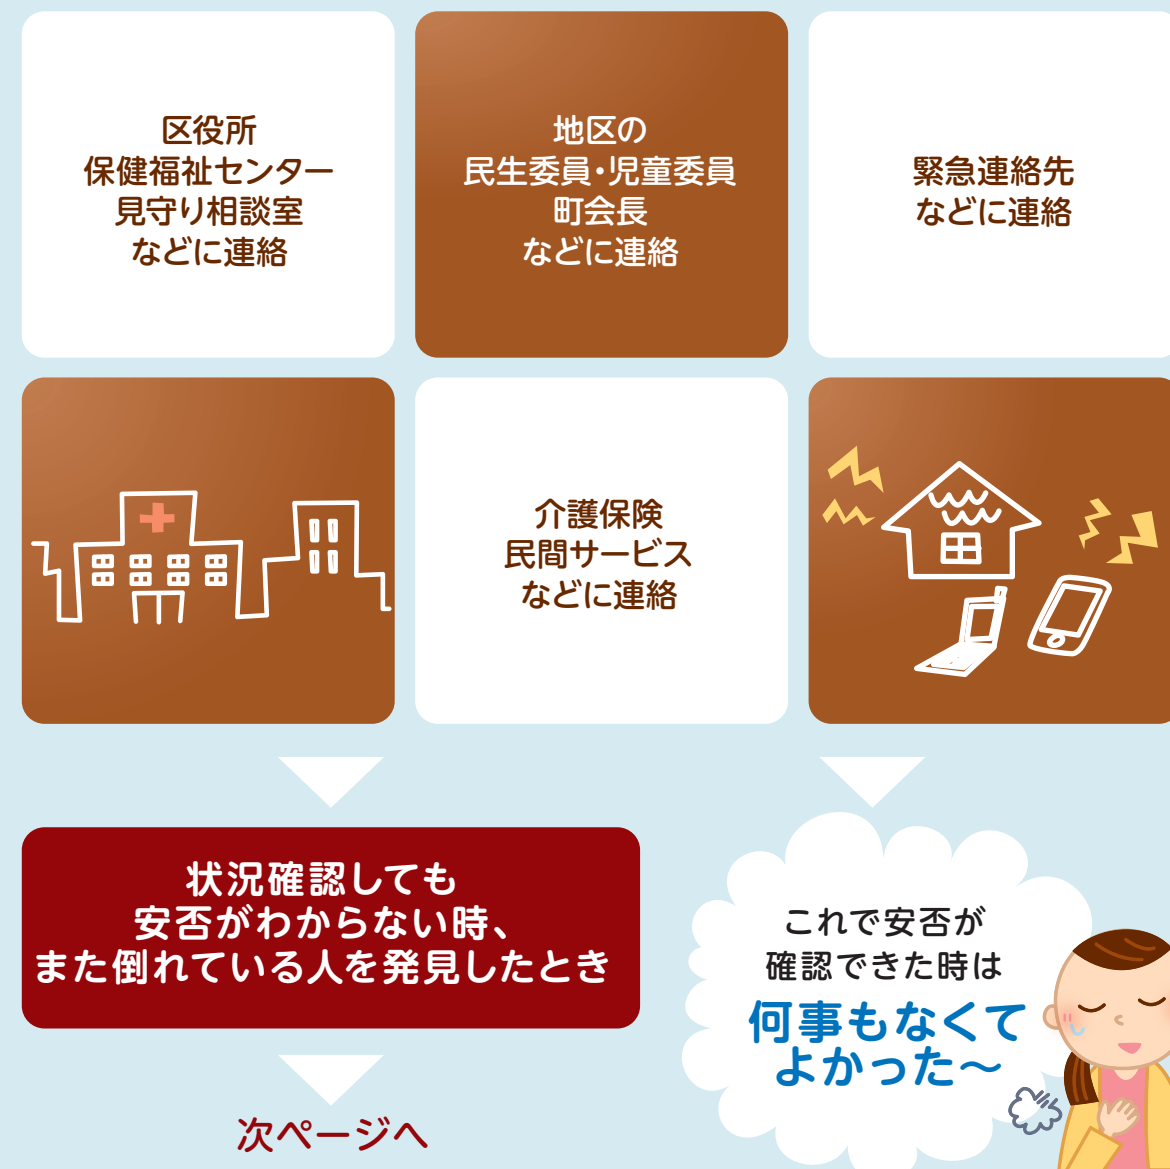 区役所
保健福祉センター
見守り相談室
などに連絡
地区の
民生委員・児童委員
町会長
などに連絡
緊急連絡先
などに連絡
介護保険
民間サービス
などに連絡
状況確認しても
安否がわからない時、
また倒れている人を発見したとき
次ページへ
これで安否が
確認できた時は
何事もなくて
よかった〜